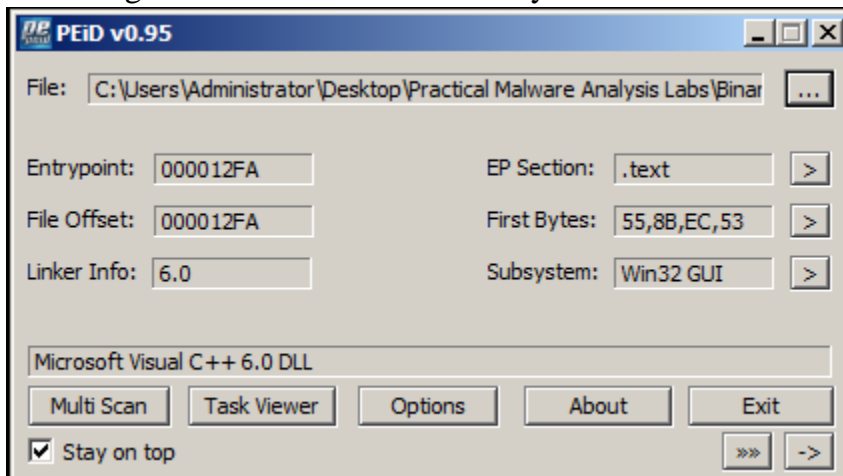 PEiD v0.95
File: C:\Users\Administrator\Desktop\Practical Malware Analysis Labs\Binar ...
Entrypoint: 000012FA EP Section: .text >
File Offset: 000012FA First Bytes: 55,8B,EC,53 >
Linker Info: 6.0 Subsystem: Win32 GUI >
Microsoft Visual C++ 6.0 DLL
Multi Scan Task Viewer Options About Exit
Stay on top »» ->